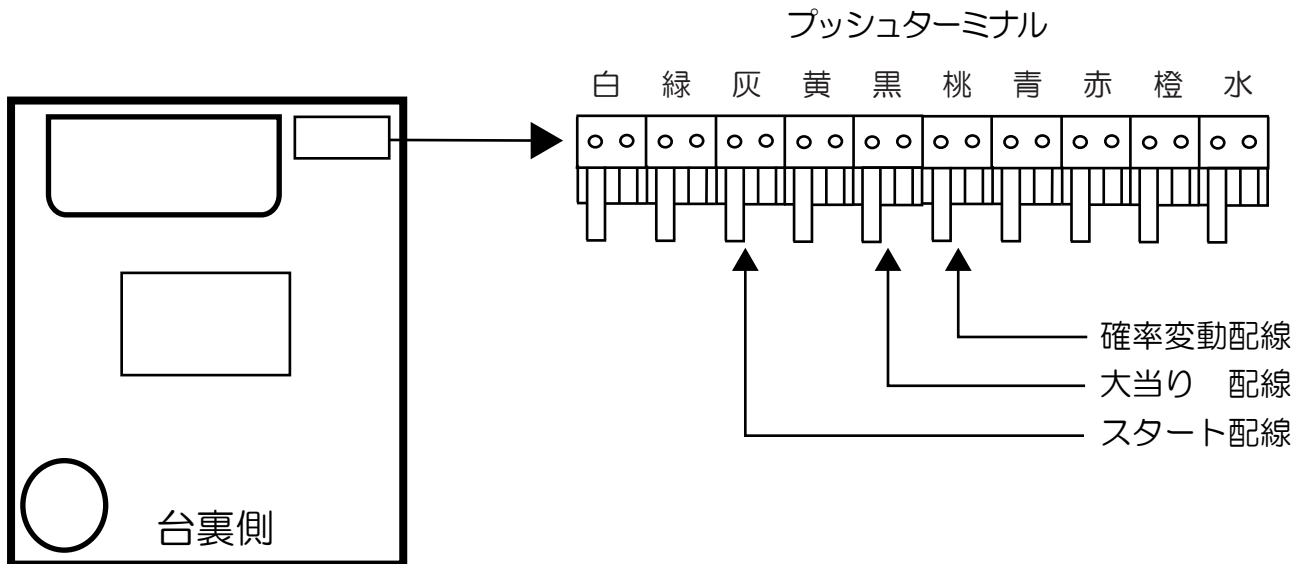 プッシュターミナル
白 緑 灰 黄 黒 桃 青 赤 橙 水
確率変動配線
大当り　配線
スタート配線
台裏側